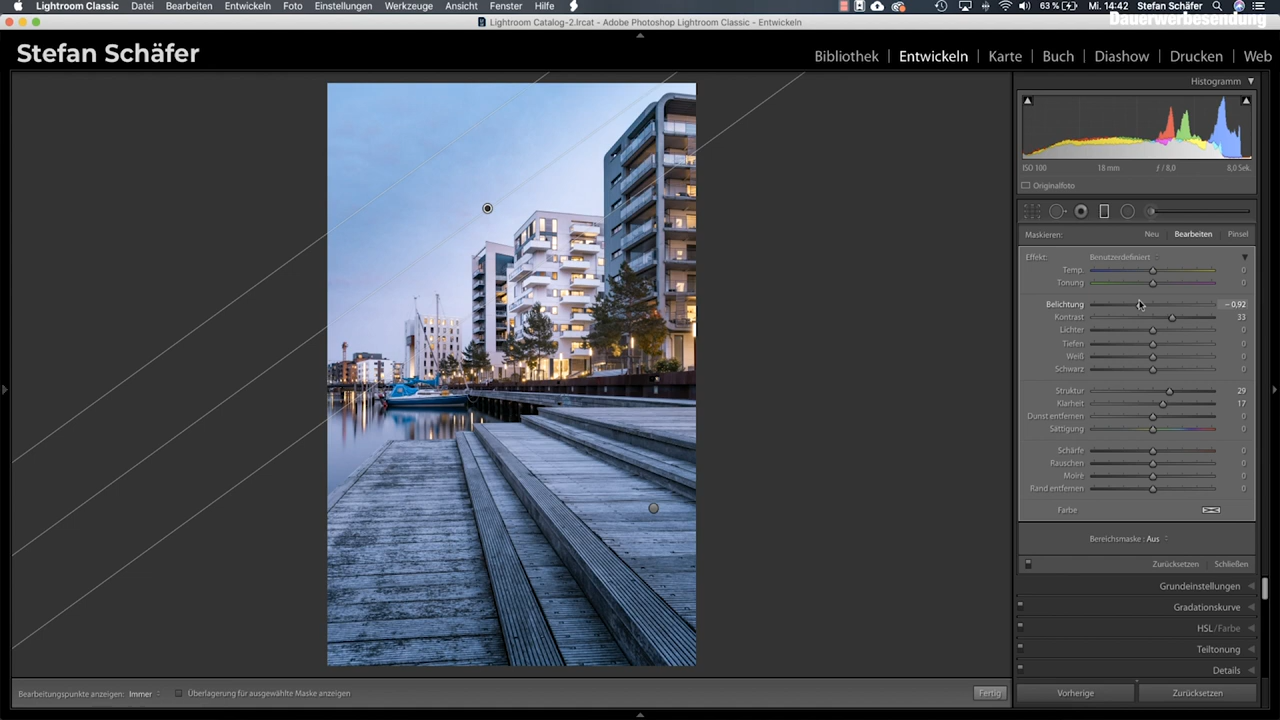 Lightroom Classic Datei Bearbeiten Entwickeln Foto Einstellungen Werkzeuge Ansicht Fenster Hilfe 63 % Mi. 14:42 Stefan Schäfer
Lightroom Catalog-2.lrcat - Adobe Photoshop Lightroom Classic - Entwickeln
Dauerwerbesendung
Stefan Schäfer
Bibliothek Entwickeln Karte Buch Diashow Drucken Web
Histogramm
ISO 100 18 mm ƒ / 8,0 8,0 Sek.
Originalfoto
Maskieren: Neu Bearbeiten Pinsel
Effekt: Benutzerdefiniert
Temp. 0
Tonung 0
Belichtung – 0,92
Kontrast 33
Lichter 0
Tiefen 0
Weiß 0
Schwarz 0
Struktur 29
Klarheit 17
Dunst entfernen 0
Sättigung 0
Schärfe 0
Rauschen 0
Moiré 0
Rand entfernen 0
Farbe
Bereichsmaske : Aus
Zurücksetzen Schließen
Grundeinstellungen
Gradationskurve
HSL / Farbe
Teiltonung
Details
Bearbeitungspunkte anzeigen: Immer Überlagerung für ausgewählte Maske anzeigen Fertig
Vorherige Zurücksetzen